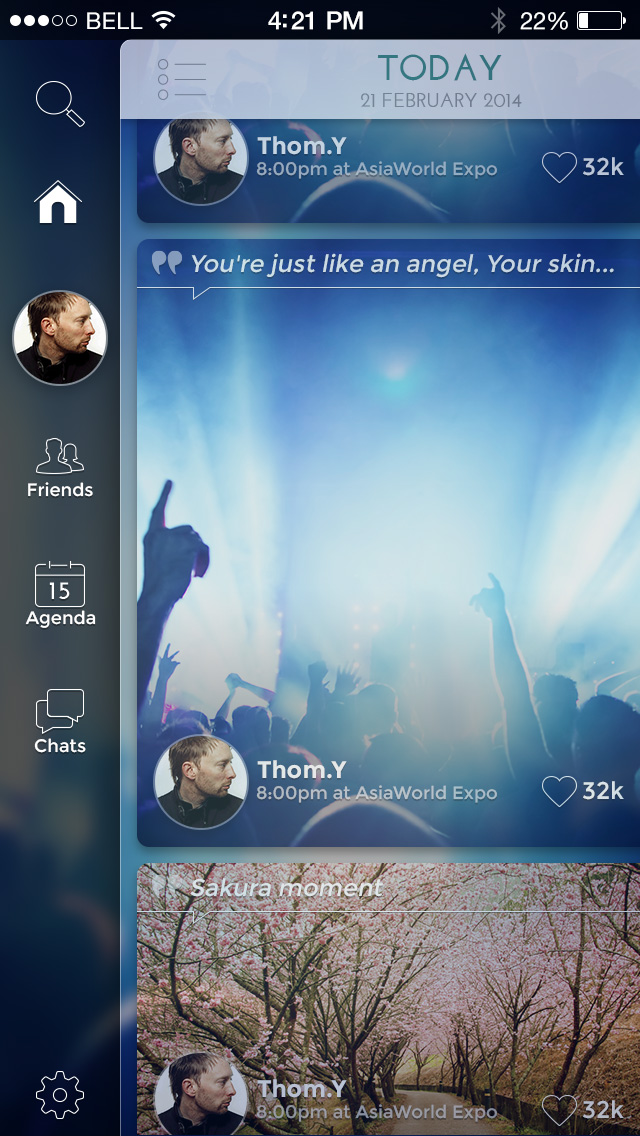 BELL 4:21 PM 22%
TODAY
21 FEBRUARY 2014
Thom.Y
8:00pm at AsiaWorld Expo
32k
You're just like an angel, Your skin...
Friends
15
Agenda
Chats
Thom.Y
8:00pm at AsiaWorld Expo
32k
Sakura moment
Thom.Y
8:00pm at AsiaWorld Expo
32k